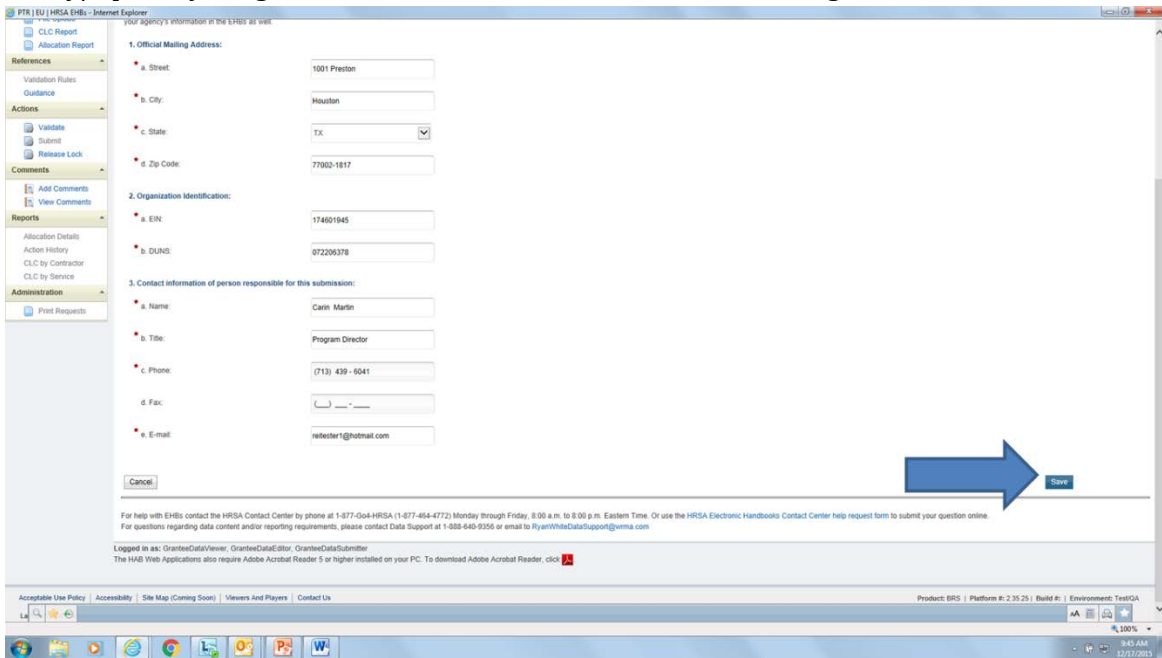 PTR | EU | HRSA EHBs - Internet Explorer
your agency's information in the EHBs as well.
CLC Report
Allocation Report
References
Validation Rules
Guidance
Actions
Validate
Submit
Release Lock
Comments
Add Comments
View Comments
Reports
Allocation Details
Action History
CLC by Contractor
CLC by Service
Administration
Print Requests
1. Official Mailing Address:
* a. Street: 1001 Preston
* b. City: Houston
* c. State: TX
* d. Zip Code: 77002-1817
2. Organization Identification:
* a. EIN: 174601945
* b. DUNS: 072206378
3. Contact information of person responsible for this submission:
* a. Name: Carin Martin
* b. Title: Program Director
* c. Phone: (713) 439 - 6041
d. Fax: (___) ___-____
* e. E-mail: reitester1@hotmail.com
Cancel
Save
For help with EHBs contact the HRSA Contact Center by phone at 1-877-Go4-HRSA (1-877-464-4772) Monday through Friday, 8:00 a.m. to 8:00 p.m. Eastern Time. Or use the HRSA Electronic Handbooks Contact Center help request form to submit your question online.
For questions regarding data content and/or reporting requirements, please contact Data Support at 1-888-640-9356 or email to RyanWhiteDataSupport@wrma.com
Logged in as: GranteeDataViewer, GranteeDataEditor, GranteeDataSubmitter
The HAB Web Applications also require Adobe Acrobat Reader 5 or higher installed on your PC. To download Adobe Acrobat Reader, click
Acceptable Use Policy | Accessibility | Site Map (Coming Soon) | Viewers And Players | Contact Us
Product: BRS | Platform #: 2.35.25 | Build #: | Environment: Test/QA
La
100%
9:45 AM
12/17/2015